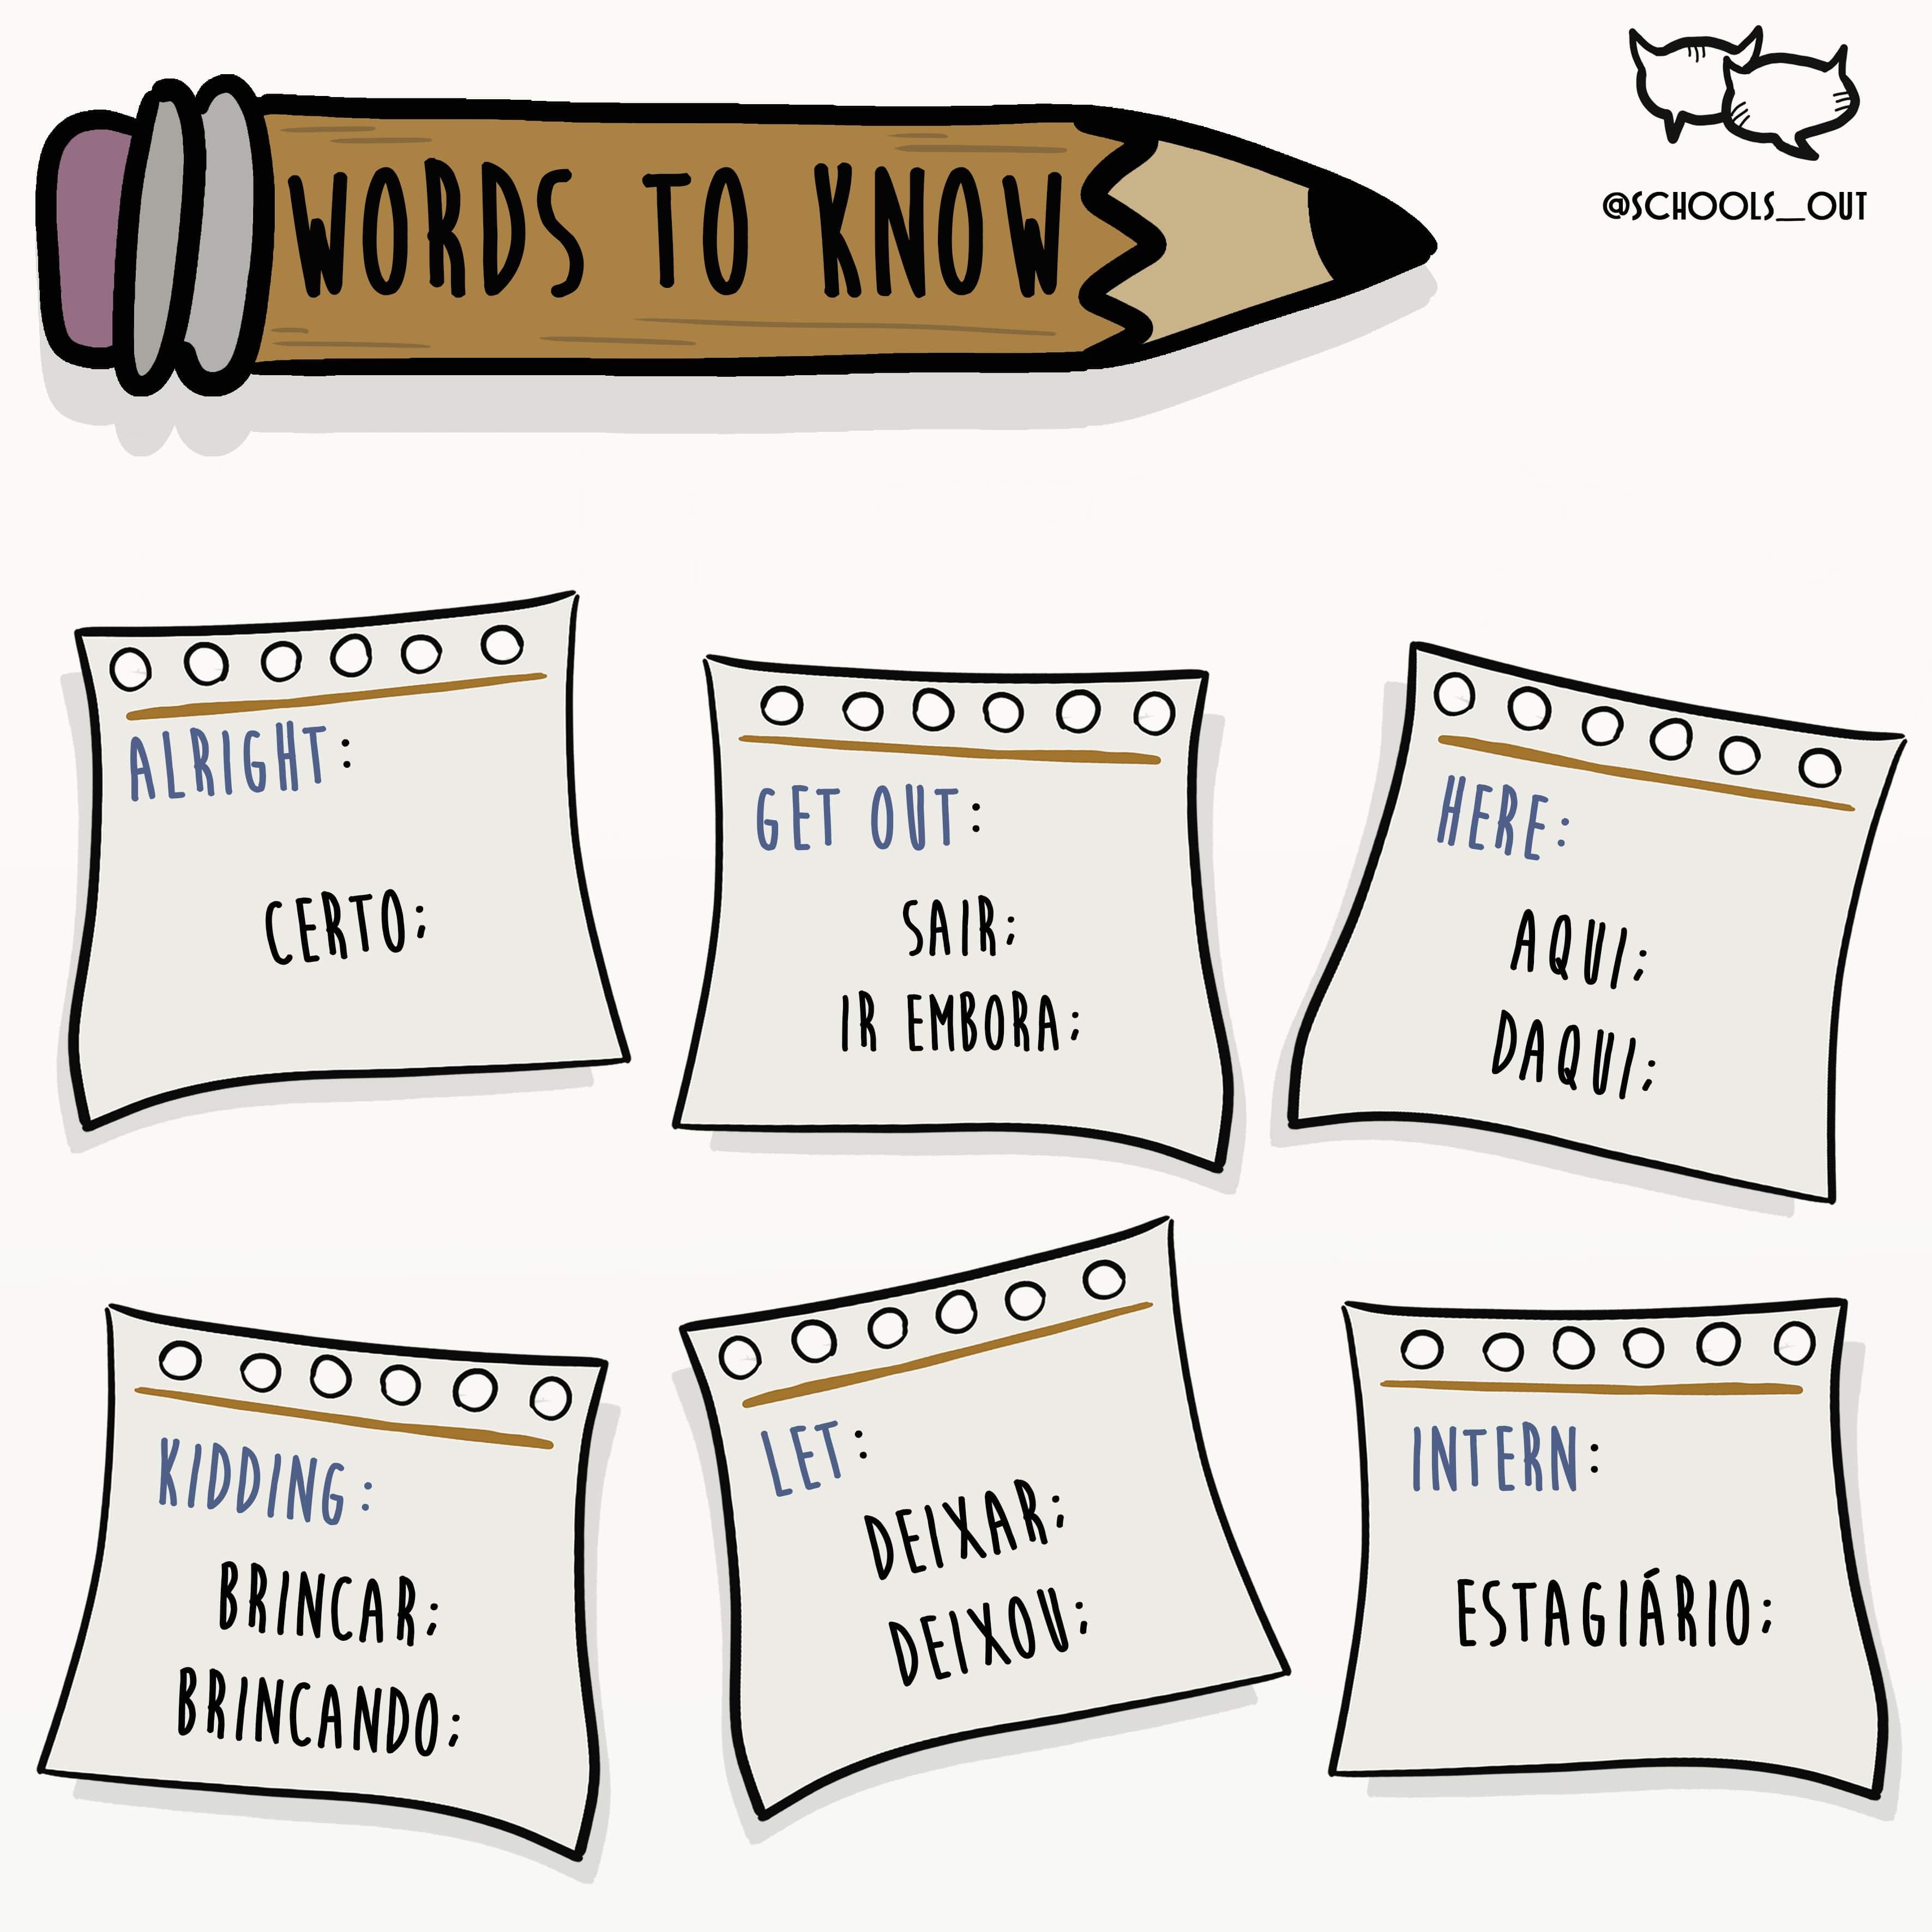 WORDS TO KNOW
@SCHOOLS__OUT
ALRIGHT:
CERTO;
GET OUT:
SAIR;
IR EMBORA;
HERE:
AQUI;
DAQUI;
KIDDING:
BRINCAR;
BRINCANDO;
LET:
DEIXAR;
DEIXOU;
INTERN:
ESTAGIÁRIO;